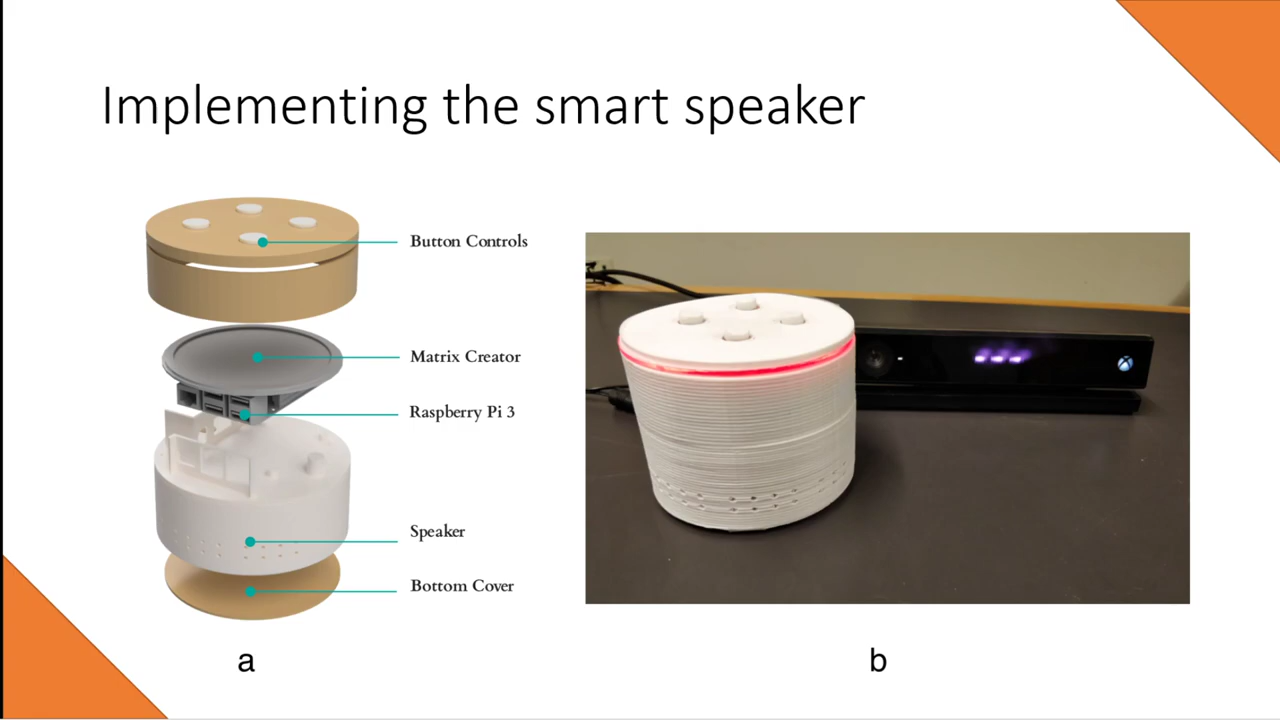 Implementing the smart speaker
Button Controls
Matrix Creator
Raspberry Pi 3
Speaker
Bottom Cover
a
b